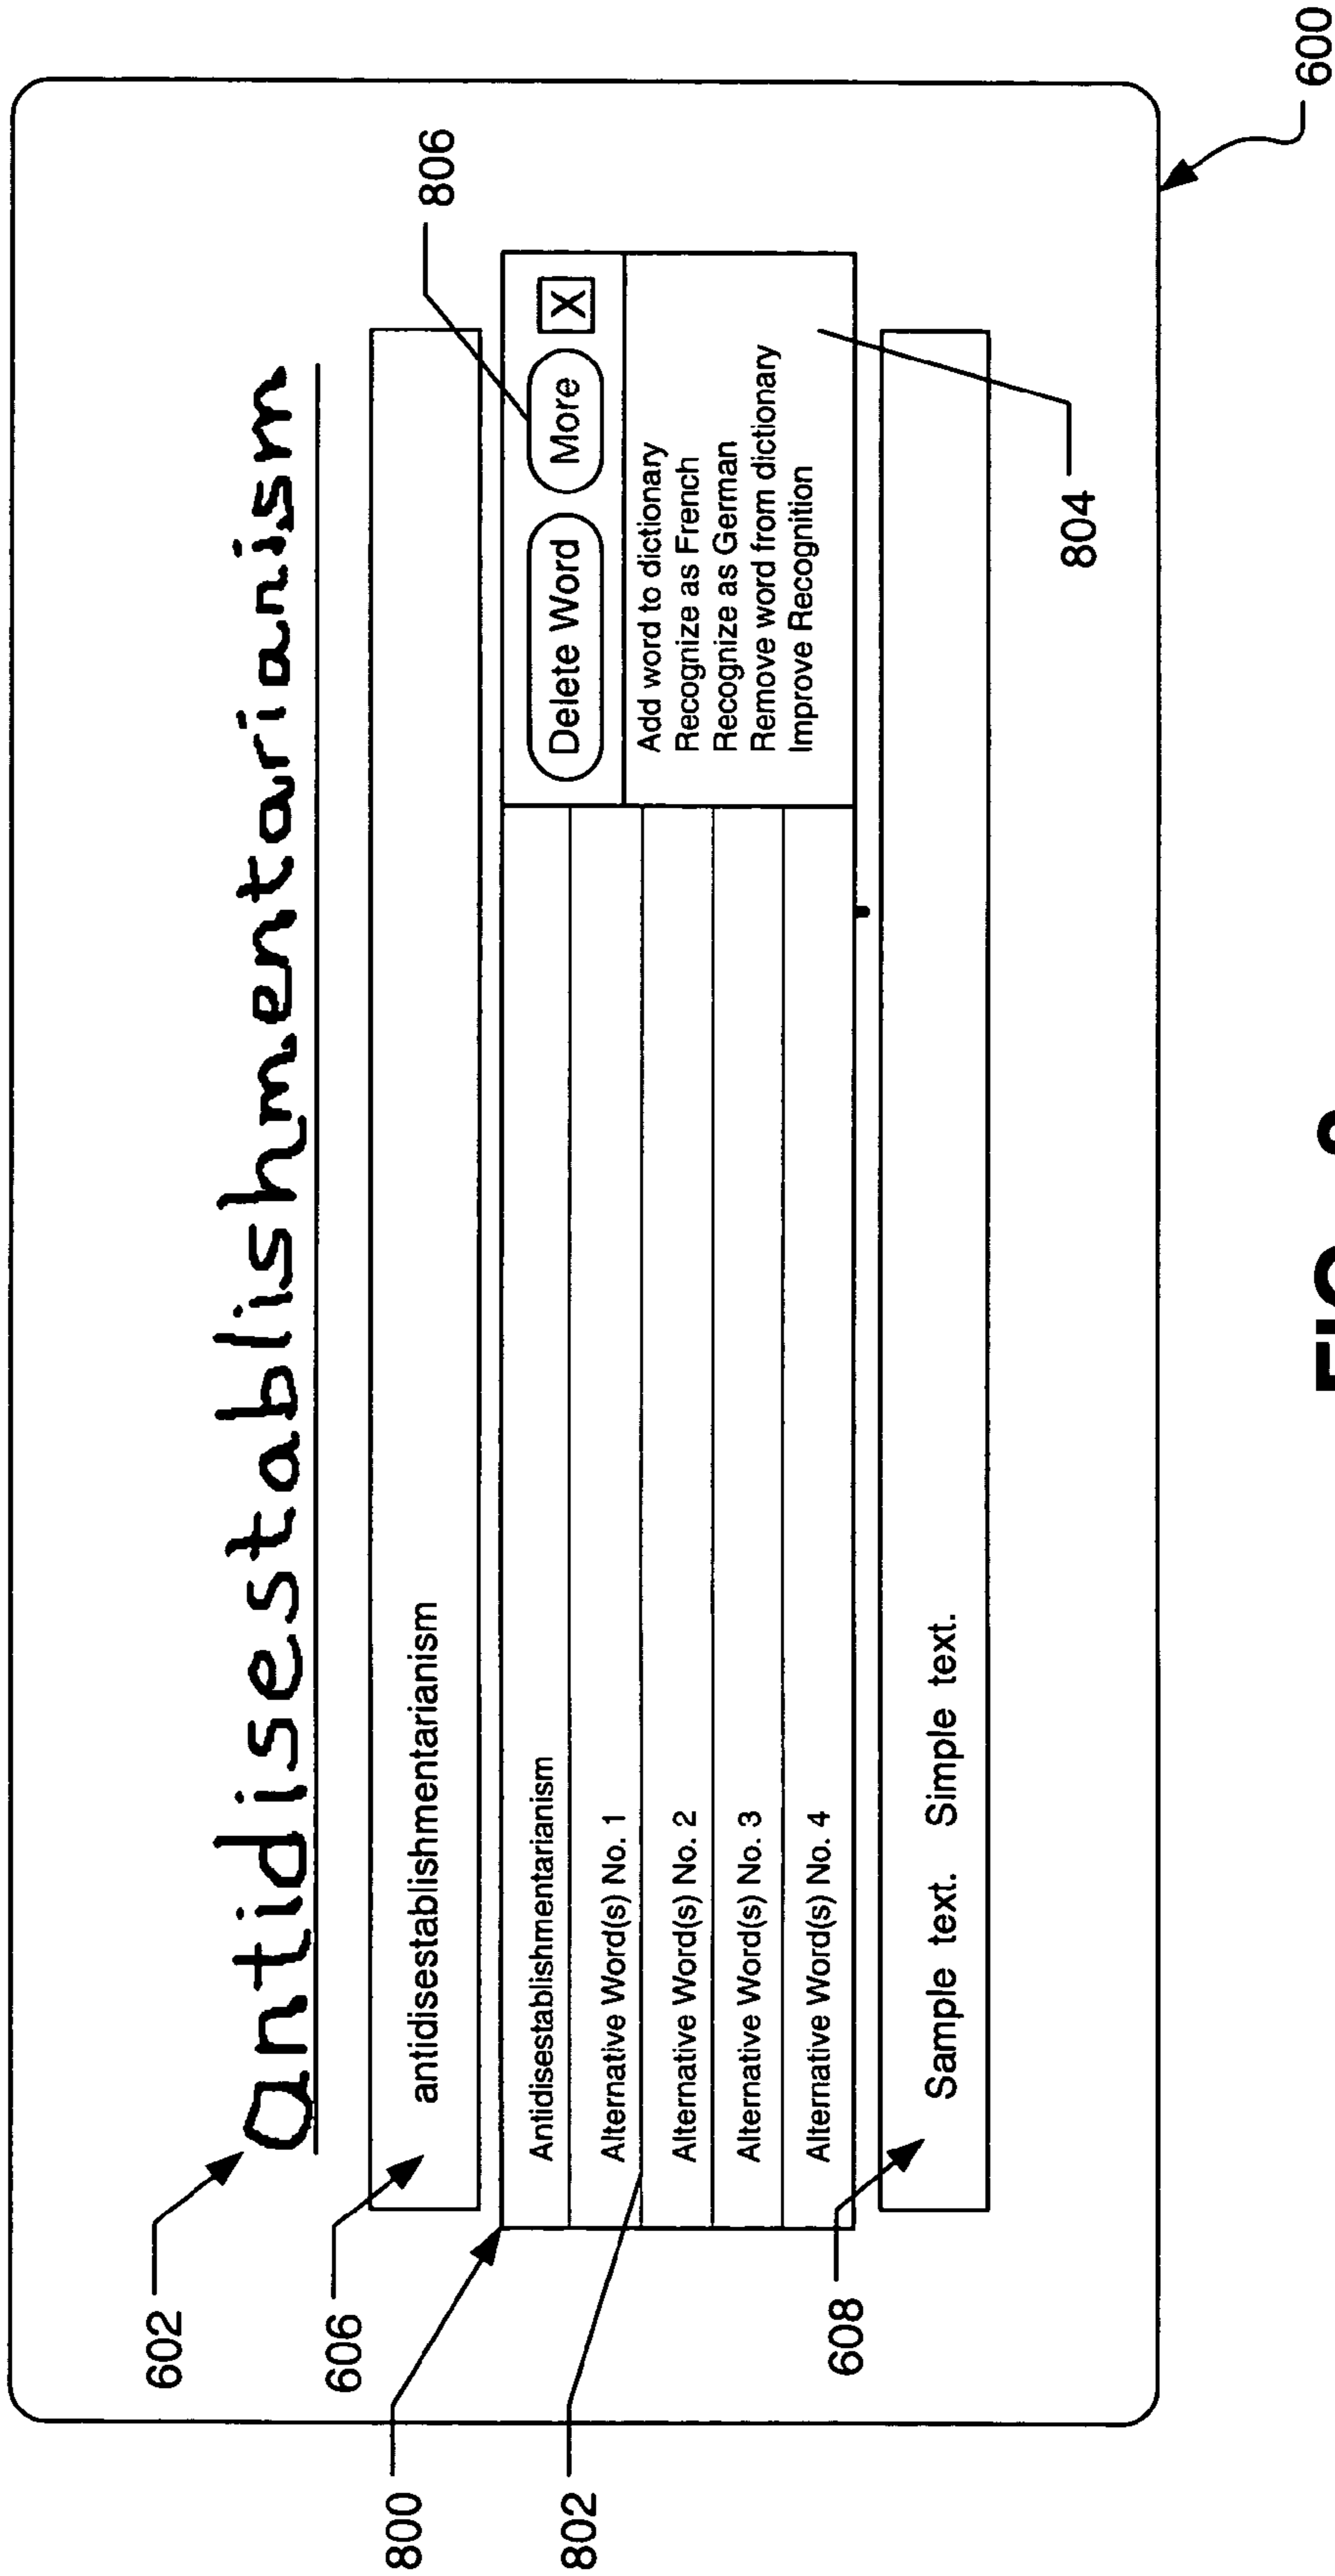 602
antidisestablishmentarianism
606
antidisestablishmentarianism
806
800
Antidisestablishmentarianism
Delete Word
More
X
802
Alternative Word(s) No. 1
Alternative Word(s) No. 2
Alternative Word(s) No. 3
Alternative Word(s) No. 4
Add word to dictionary
Recognize as French
Recognize as German
Remove word from dictionary
Improve Recognition
608
Sample text. Simple text.
804
600
FIG.